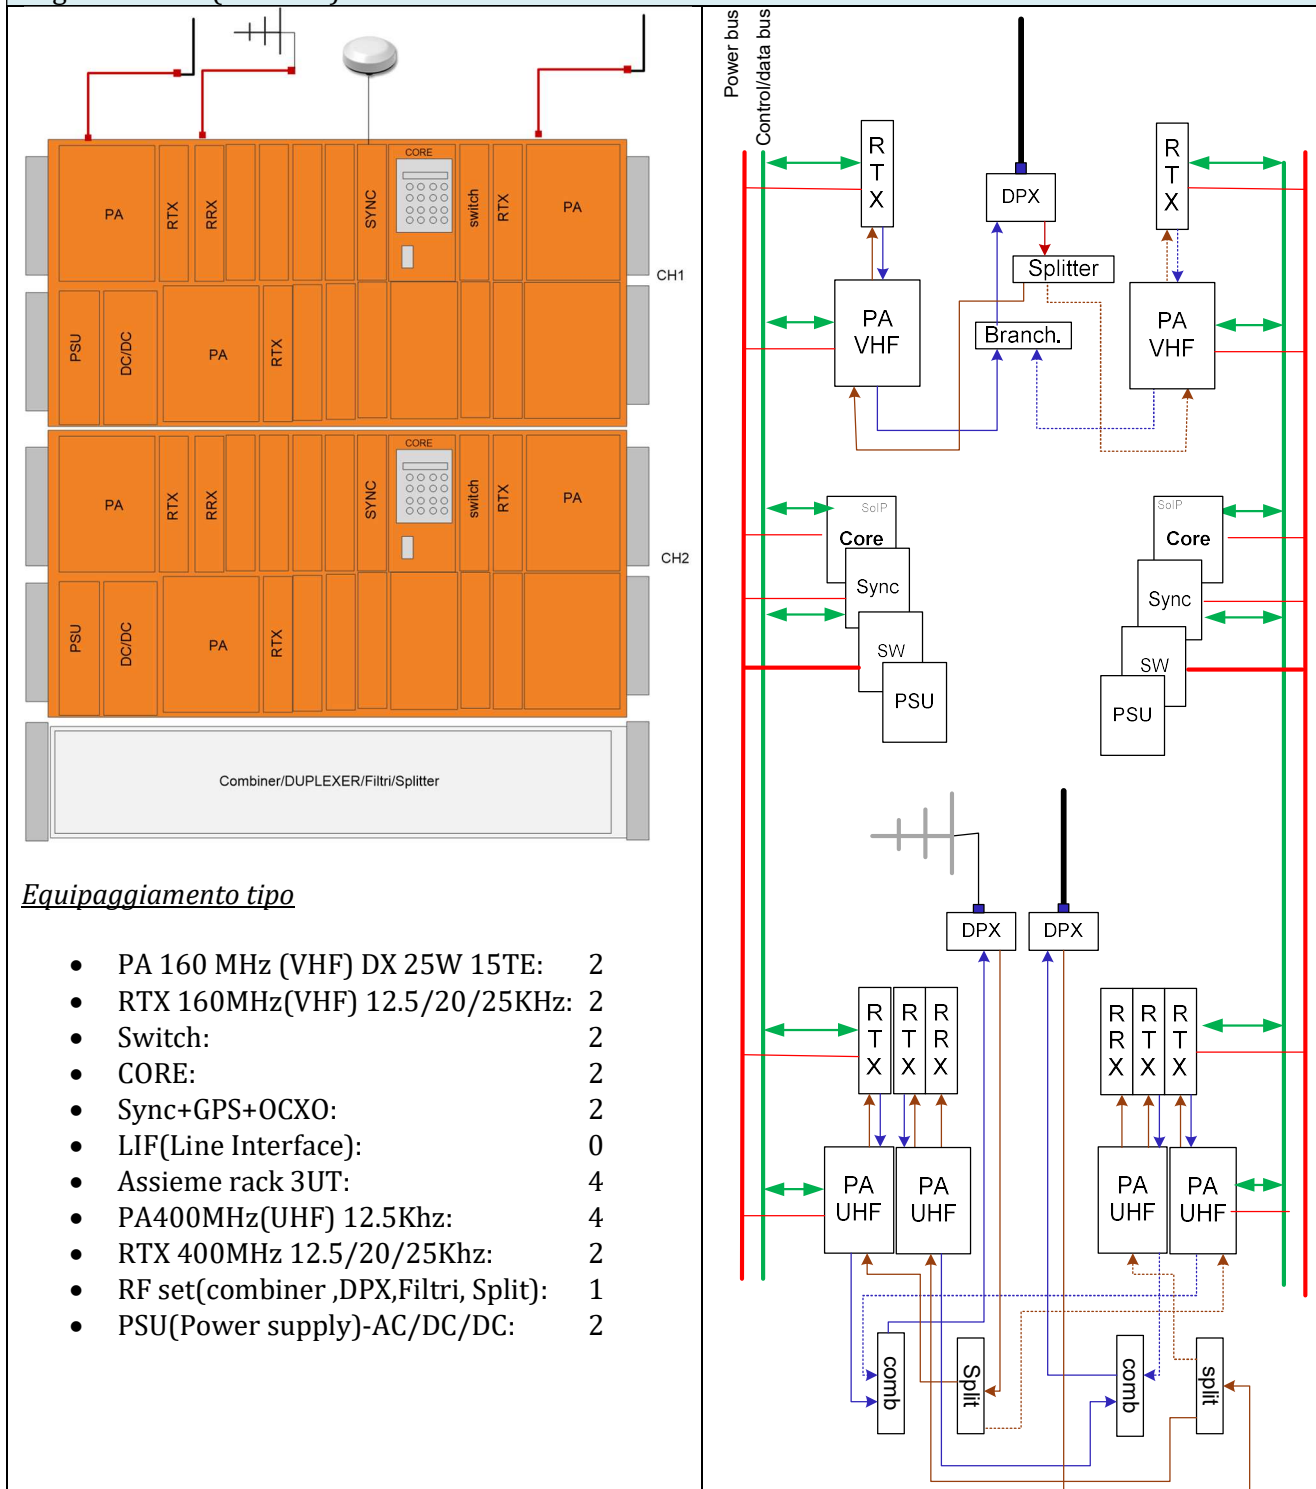 CORE
PA
RTX
RRX
SYNC
switch
RTX
PA
CH1
PSU
DC/DC
PA
RTX
CORE
PA
RTX
RRX
SYNC
switch
RTX
PA
CH2
PSU
DC/DC
PA
RTX
Combiner/DUPLEXER/Filtri/Splitter
Equipaggiamento tipo
• PA 160 MHz (VHF) DX 25W 15TE: 2
• RTX 160MHz(VHF) 12.5/20/25KHz: 2
• Switch: 2
• CORE: 2
• Sync+GPS+OCXO: 2
• LIF(Line Interface): 0
• Assieme rack 3UT: 4
• PA400MHz(UHF) 12.5Khz: 4
• RTX 400MHz 12.5/20/25Khz: 2
• RF set(combiner ,DPX,Filtri, Split): 1
• PSU(Power supply)-AC/DC/DC: 2
Power bus
Control/data bus
RTX
DPX
RTX
Splitter
PA
VHF
Branch.
PA
VHF
SoIP
Core
Sync
SW
PSU
SoIP
Core
Sync
SW
PSU
DPX
DPX
RTX
RTX
RRX
RRX
RTX
RTX
PA
UHF
PA
UHF
PA
UHF
PA
UHF
comb
Split
comb
split